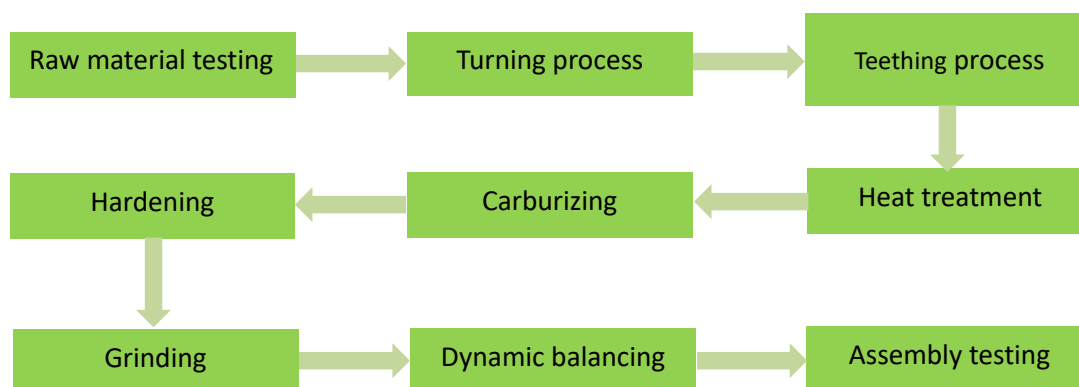 Raw material testing
Turning process
Teething process
Heat treatment
Carburizing
Hardening
Grinding
Dynamic balancing
Assembly testing